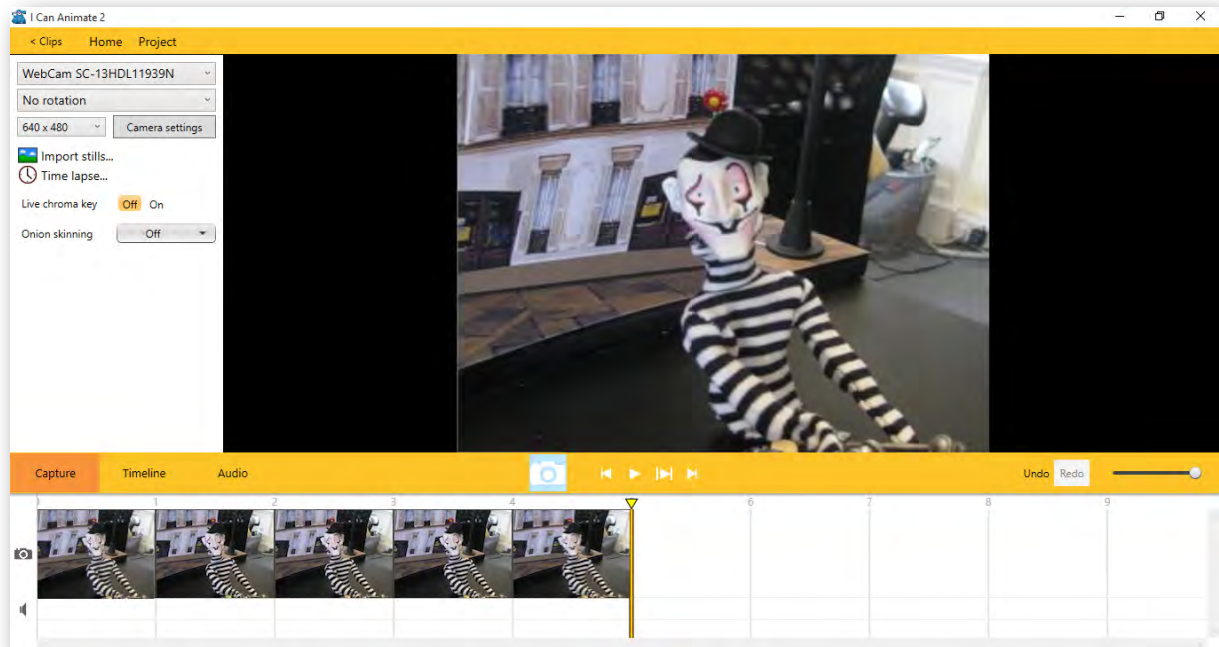 I Can Animate 2
< Clips Home Project
WebCam SC-13HDL11939N
No rotation
640 x 480 Camera settings
Import stills...
Time lapse...
Live chroma key Off On
Onion skinning Off
Capture Timeline Audio Undo Redo
1 2 3 4 6 7 8 9